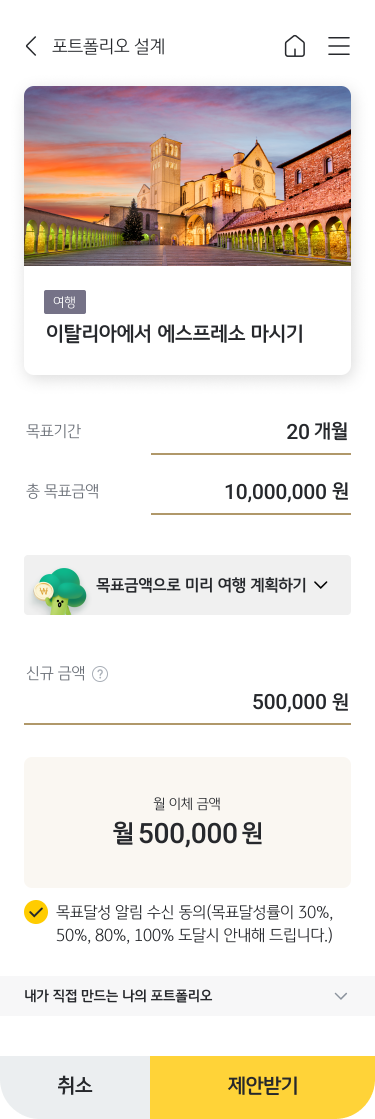 포트폴리오 설계
여행
이탈리아에서 에스프레소 마시기
목표기간
20 개월
총 목표금액
10,000,000 원
₩
목표금액으로 미리 여행 계획하기
신규 금액 ?
500,000 원
월 이체 금액
월 500,000 원
목표달성 알림 수신 동의(목표달성률이 30%,
50%, 80%, 100% 도달시 안내해 드립니다.)
내가 직접 만드는 나의 포트폴리오
취소
제안받기